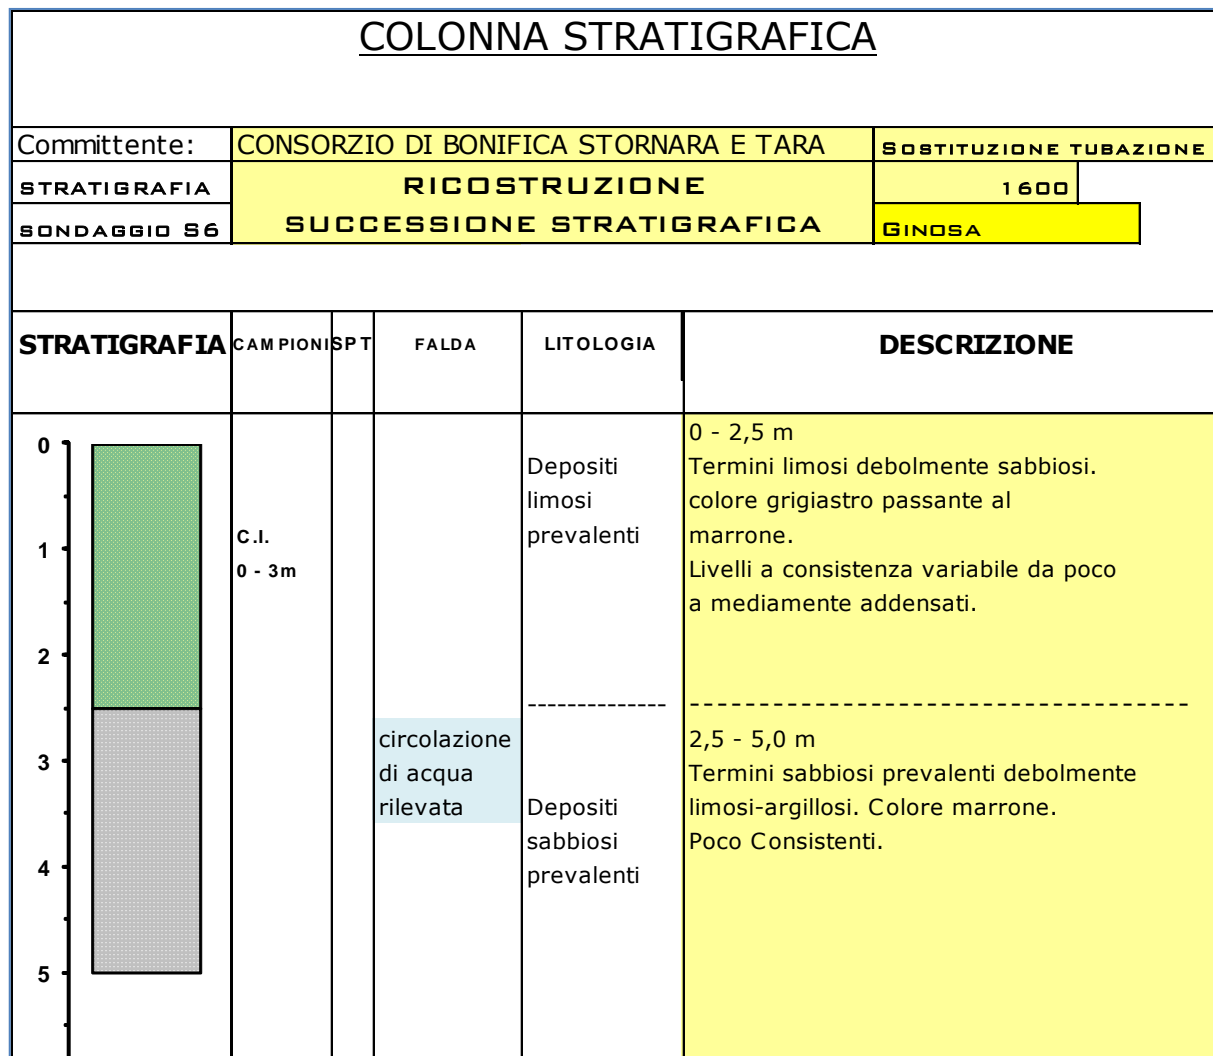 COLONNA STRATIGRAFICA
Committente: CONSORZIO DI BONIFICA STORNARA E TARA SOSTITUZIONE TUBAZIONE
STRATIGRAFIA RICOSTRUZIONE 1600
SONDAGGIO S6 SUCCESSIONE STRATIGRAFICA GINOSA
STRATIGRAFIA CAMPIONI SPT FALDA LITOLOGIA DESCRIZIONE
0
1
2
3
4
5
C.I.
0 - 3m
circolazione
di acqua
rilevata
Depositi
limosi
prevalenti
--------------
Depositi
sabbiosi
prevalenti
0 - 2,5 m
Termini limosi debolmente sabbiosi.
colore grigiastro passante al
marrone.
Livelli a consistenza variabile da poco
a mediamente addensati.
------------------------------------
2,5 - 5,0 m
Termini sabbiosi prevalenti debolmente
limosi-argillosi. Colore marrone.
Poco Consistenti.